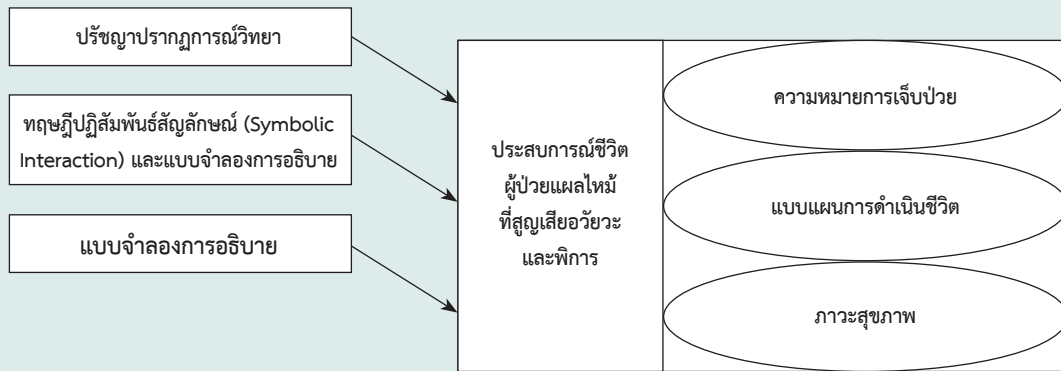 ปรัชญาปรากฏการณ์วิทยา
ทฤษฎีปฏิสัมพันธ์สัญลักษณ์ (Symbolic
Interaction) และแบบจำลองการอธิบาย
แบบจำลองการอธิบาย
ประสบการณ์ชีวิต
ผู้ป่วยแผลไหม้
ที่สูญเสียอวัยวะ
และพิการ
ความหมายการเจ็บป่วย
แบบแผนการดำเนินชีวิต
ภาวะสุขภาพ